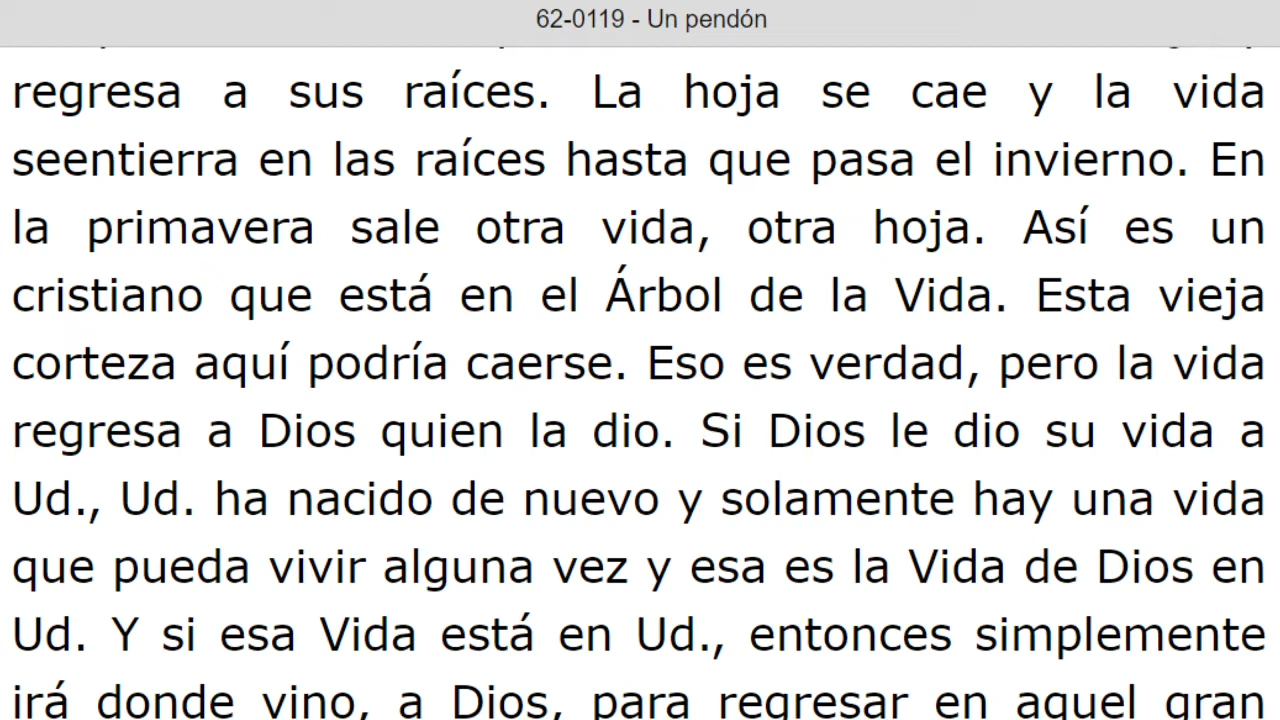 62-0119 - Un pendón
regresa a sus raíces. La hoja se cae y la vida
seentierra en las raíces hasta que pasa el invierno. En
la primavera sale otra vida, otra hoja. Así es un
cristiano que está en el Árbol de la Vida. Esta vieja
corteza aquí podría caerse. Eso es verdad, pero la vida
regresa a Dios quien la dio. Si Dios le dio su vida a
Ud., Ud. ha nacido de nuevo y solamente hay una vida
que pueda vivir alguna vez y esa es la Vida de Dios en
Ud. Y si esa Vida está en Ud., entonces simplemente
irá donde vino, a Dios, para regresar en aquel gran